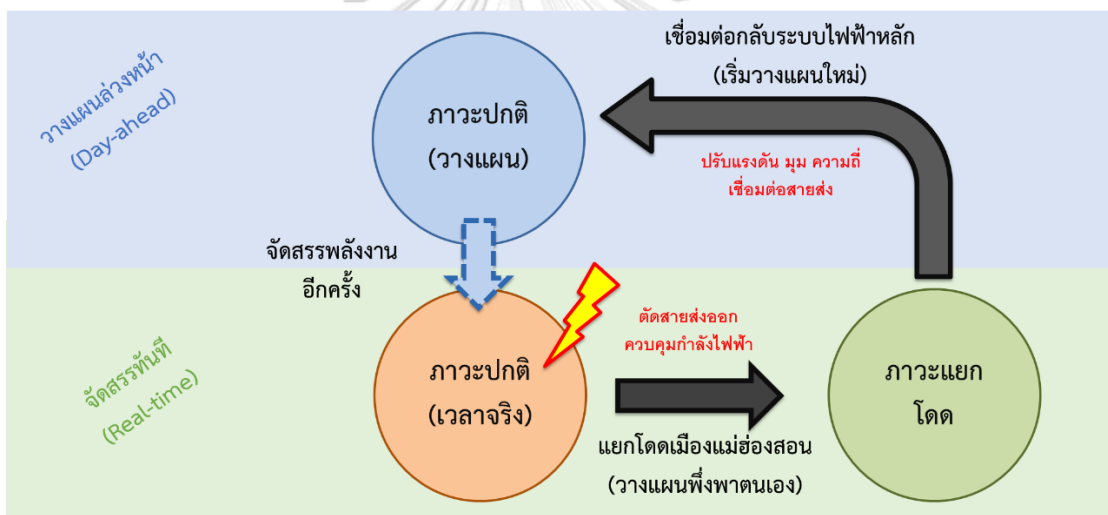 วางแผนล่วงหน้า
(Day-ahead)
ภาวะปกติ
(วางแผน)
เชื่อมต่อกลับระบบไฟฟ้าหลัก
(เริ่มวางแผนใหม่)
ปรับแรงดัน มุม ความถี่
เชื่อมต่อสายส่ง
จัดสรรพลังงาน
อีกครั้ง
จัดสรรทันที
(Real-time)
ภาวะปกติ
(เวลาจริง)
ตัดสายส่งออก
ควบคุมกำลังไฟฟ้า
แยกโดดเมืองแม่ฮ่องสอน
(วางแผนพึ่งพาตนเอง)
ภาวะแยก
โดด